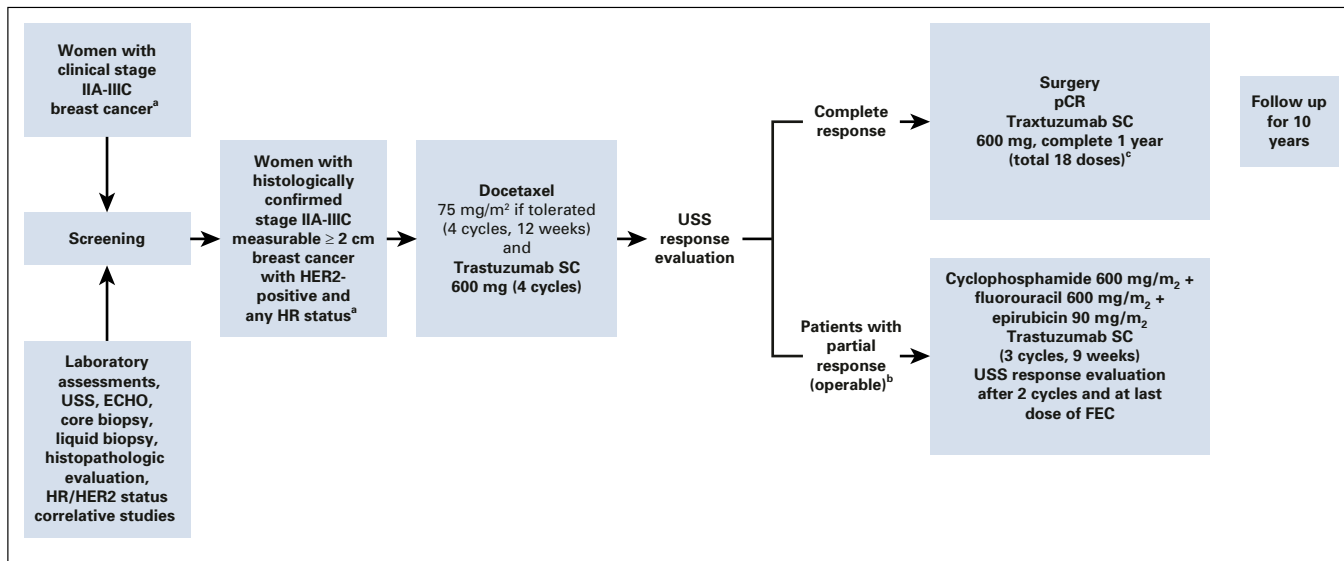 Women with
clinical stage
IIA-IIIC
breast cancerᵃ
Screening
Laboratory
assessments,
USS, ECHO,
core biopsy,
liquid biopsy,
histopathologic
evaluation,
HR/HER2 status
correlative studies
Women with
histologically
confirmed
stage IIA-IIIC
measurable ≥ 2 cm
breast cancer
with HER2-
positive and
any HR statusᵃ
Docetaxel
75 mg/m² if tolerated
(4 cycles, 12 weeks)
and
Trastuzumab SC
600 mg (4 cycles)
USS
response
evaluation
Complete
response
Surgery
pCR
Traxtuzumab SC
600 mg, complete 1 year
(total 18 doses)ᶜ
Follow up
for 10
years
Patients with
partial
response
(operable)ᵇ
Cyclophosphamide 600 mg/m₂ +
fluorouracil 600 mg/m₂ +
epirubicin 90 mg/m₂
Trastuzumab SC
(3 cycles, 9 weeks)
USS response evaluation
after 2 cycles and at last
dose of FEC